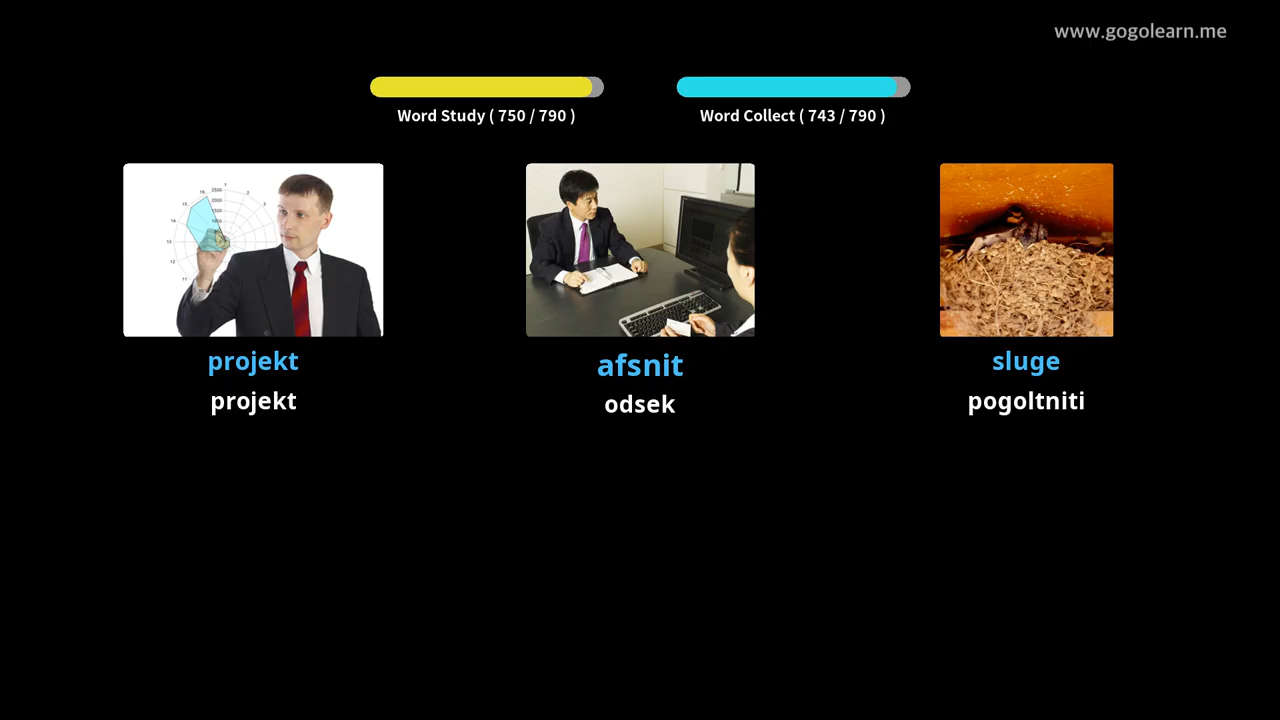 www.gogolearn.me
Word Study ( 750 / 790 )
Word Collect ( 743 / 790 )
projekt
projekt
afsnit
odsek
sluge
pogoltniti